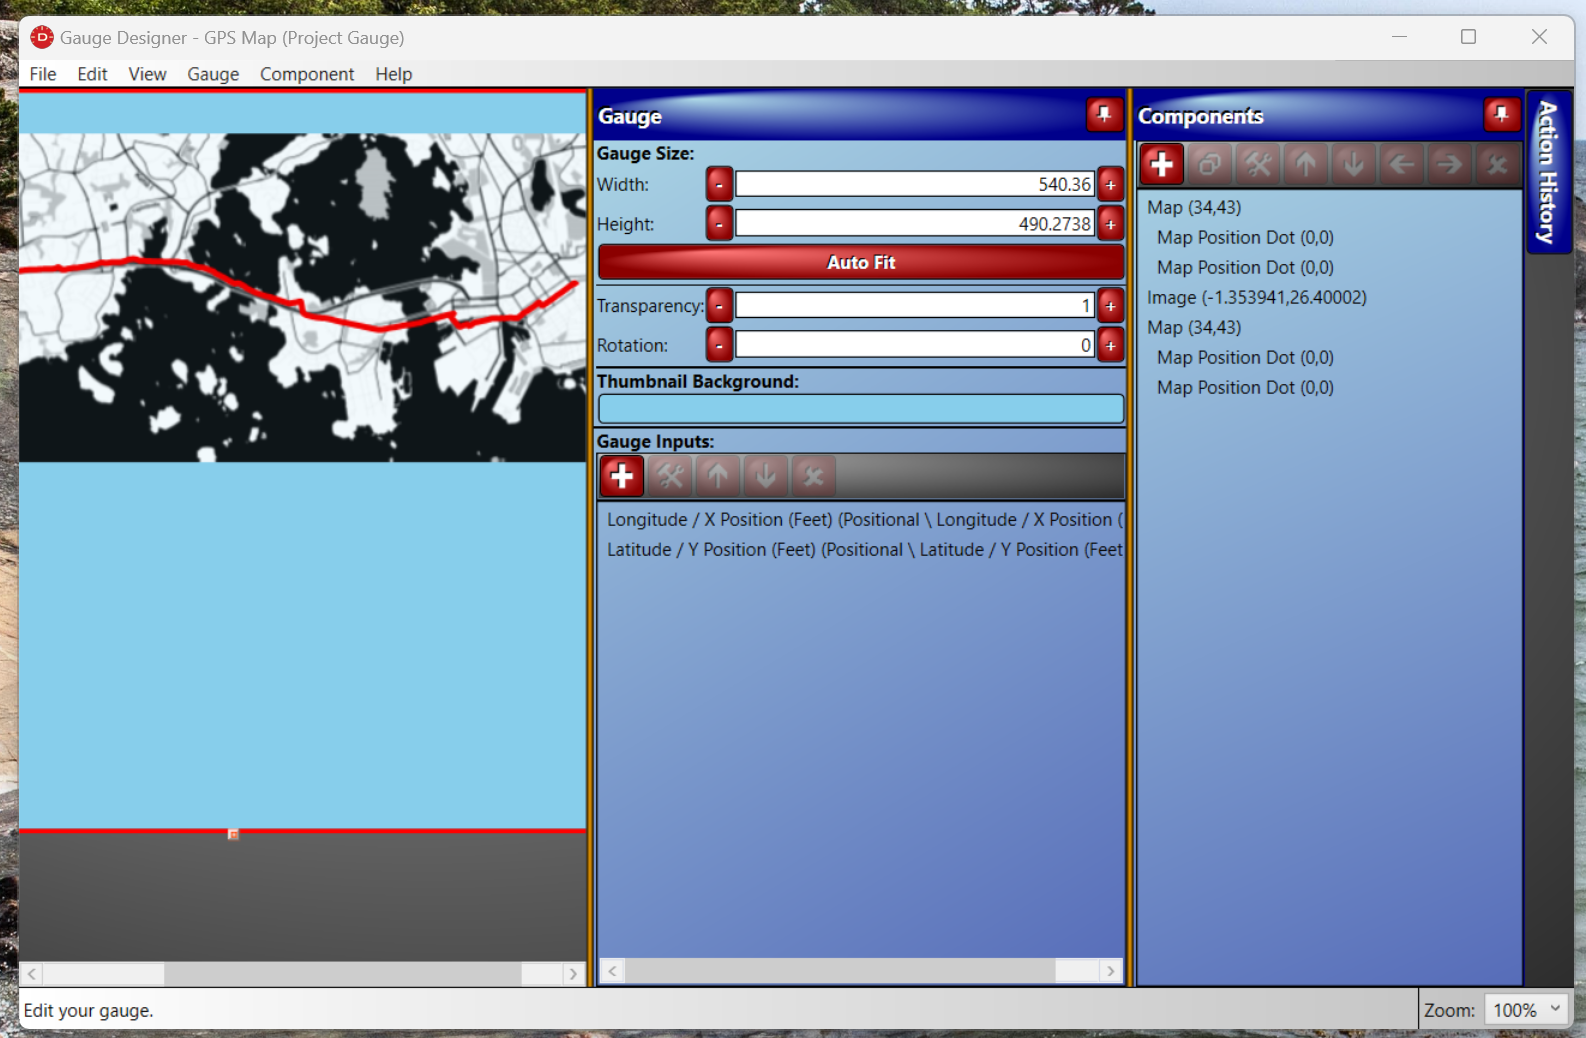 Gauge Designer - GPS Map (Project Gauge)
File Edit View Gauge Component Help
Gauge
Gauge Size:
Width: - 540.36 +
Height: - 490.2738 +
Auto Fit
Transparency: - 1 +
Rotation: - 0 +
Thumbnail Background:
Gauge Inputs:
Longitude / X Position (Feet) (Positional \ Longitude / X Position (
Latitude / Y Position (Feet) (Positional \ Latitude / Y Position (Feet
Components
Map (34,43)
Map Position Dot (0,0)
Map Position Dot (0,0)
Image (-1.353941,26.40002)
Map (34,43)
Map Position Dot (0,0)
Map Position Dot (0,0)
Action History
Edit your gauge.
Zoom: 100%